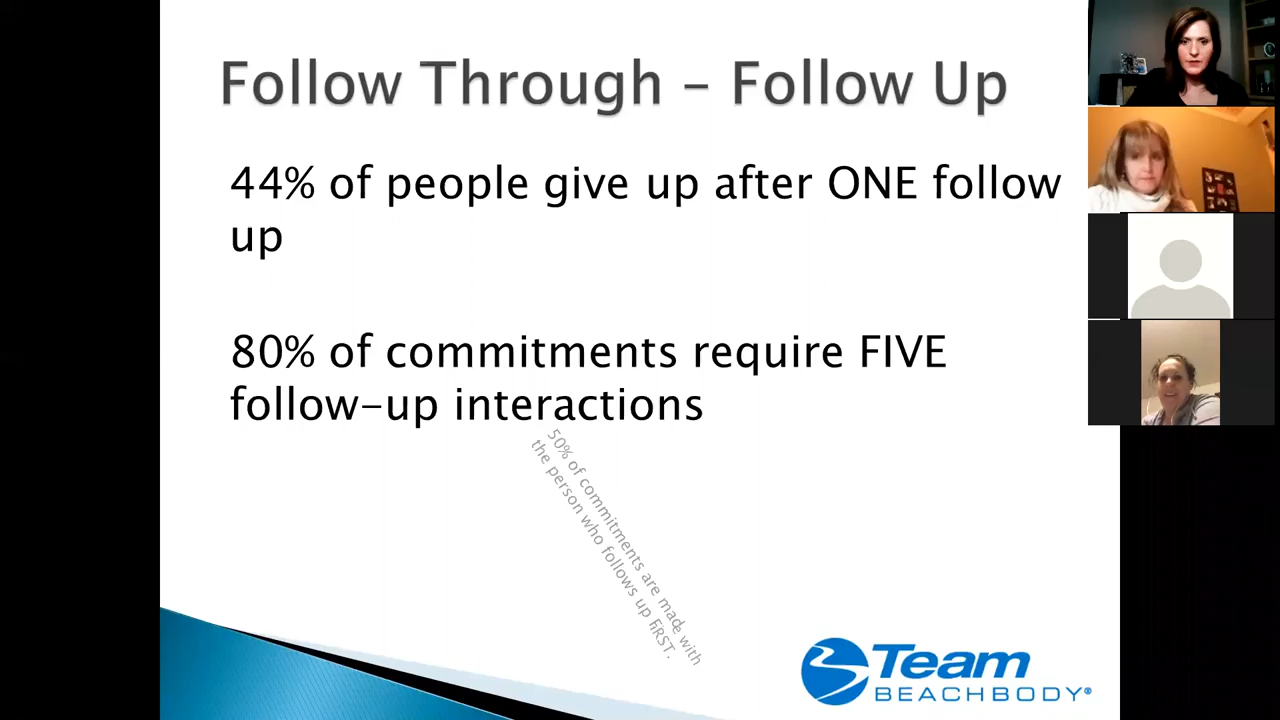 Follow Through – Follow Up
44% of people give up after ONE follow
up
80% of commitments require FIVE
follow-up interactions
50% of commitments are made with
the person who follows up FIRST.
Team
BEACHBODY®